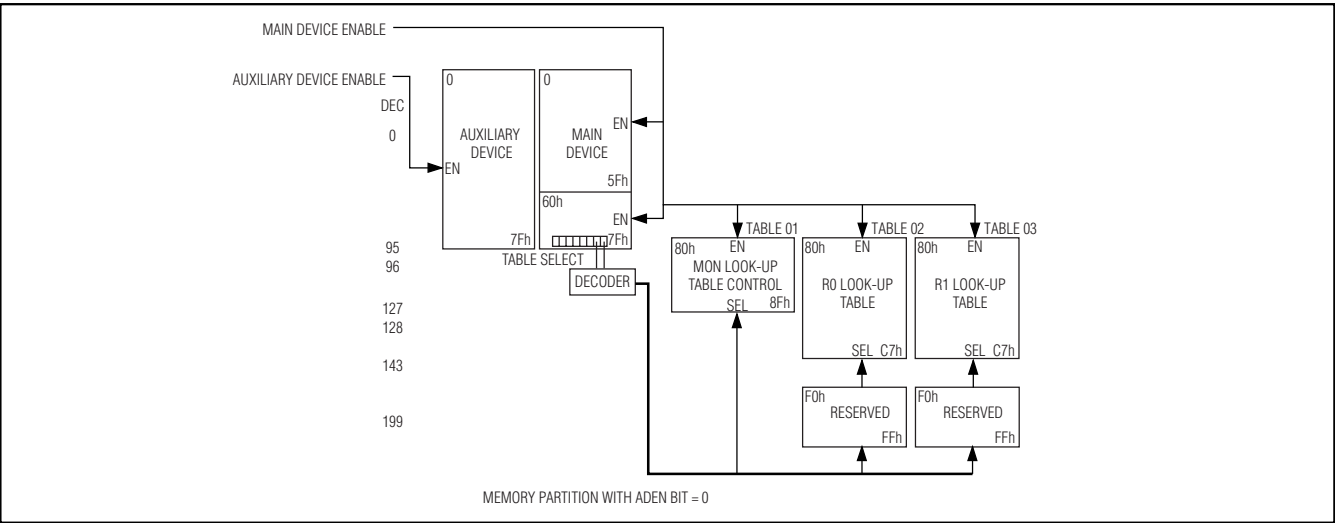 MAIN DEVICE ENABLE
AUXILIARY DEVICE ENABLE
DEC
0
95
96
127
128
143
199
0
AUXILIARY
DEVICE
EN
7Fh
0
MAIN
DEVICE
EN
5Fh
60h
EN
7Fh
TABLE SELECT
DECODER
TABLE 01
80h
EN
MON LOOK-UP
TABLE CONTROL
SEL
8Fh
TABLE 02
80h
EN
R0 LOOK-UP
TABLE
SEL C7h
F0h
RESERVED
FFh
TABLE 03
80h
EN
R1 LOOK-UP
TABLE
SEL C7h
F0h
RESERVED
FFh
MEMORY PARTITION WITH ADEN BIT = 0